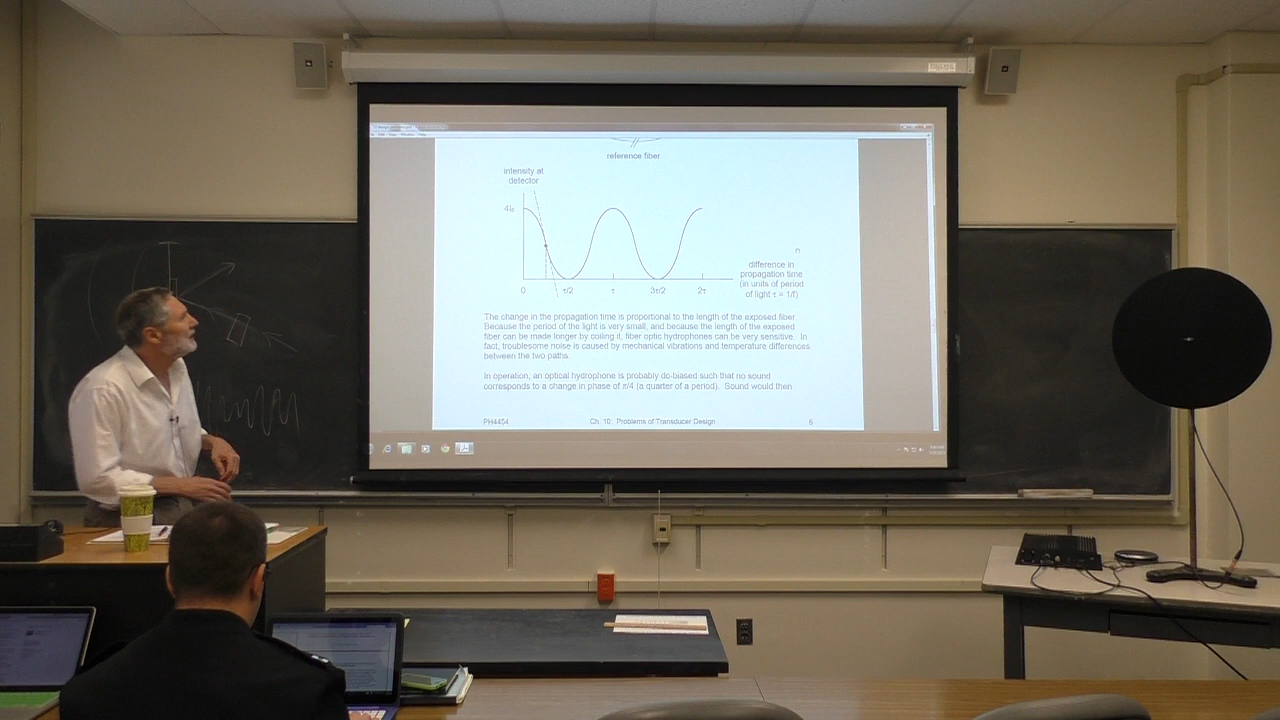 reference fiber
intensity at
detector
4I₀
0
τ/2
τ
3τ/2
2τ
n
difference in
propagation time
(in units of period
of light τ = 1/f)
The change in the propagation time is proportional to the length of the exposed fiber.
Because the period of the light is very small, and because the length of the exposed
fiber can be made longer by coiling it, fiber optic hydrophones can be very sensitive. In
fact, troublesome noise is caused by mechanical vibrations and temperature differences
between the two paths.
In operation, an optical hydrophone is probably dc-biased such that no sound
corresponds to a change in phase of π/4 (a quarter of a period). Sound would then
PH4454
Ch. 10: Problems of Transducer Design
6